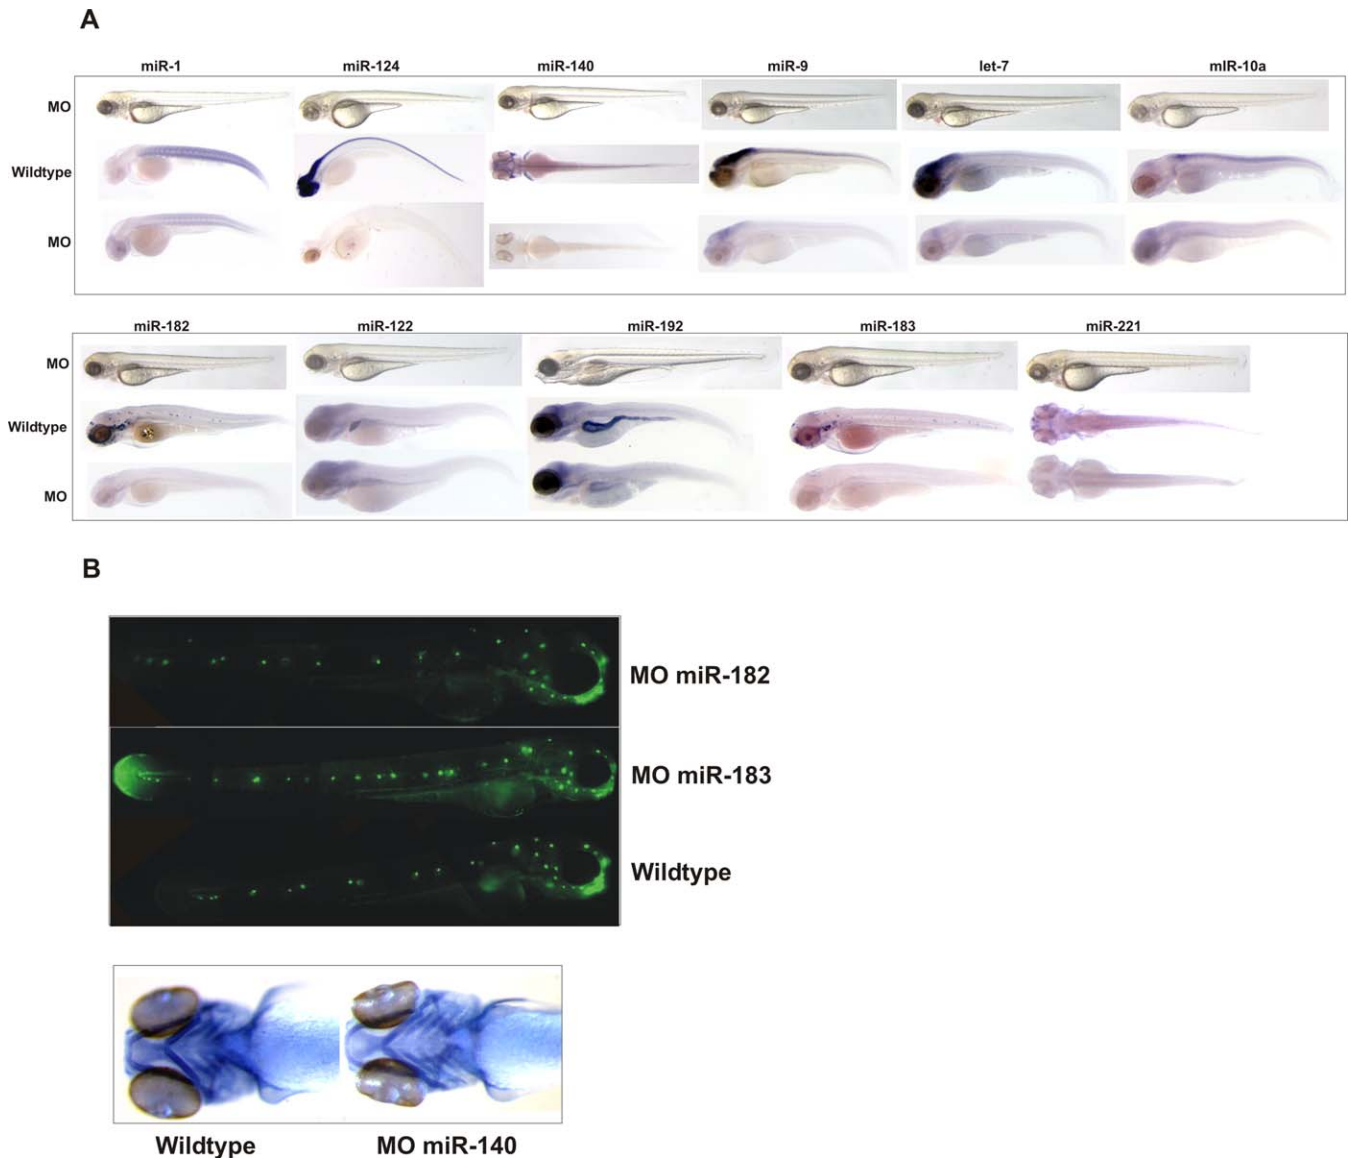 A
miR-1 miR-124 miR-140 miR-9 let-7 mIR-10a
MO
Wildtype
MO
miR-182 miR-122 miR-192 miR-183 miR-221
MO
Wildtype
MO
B
MO miR-182
MO miR-183
Wildtype
Wildtype MO miR-140